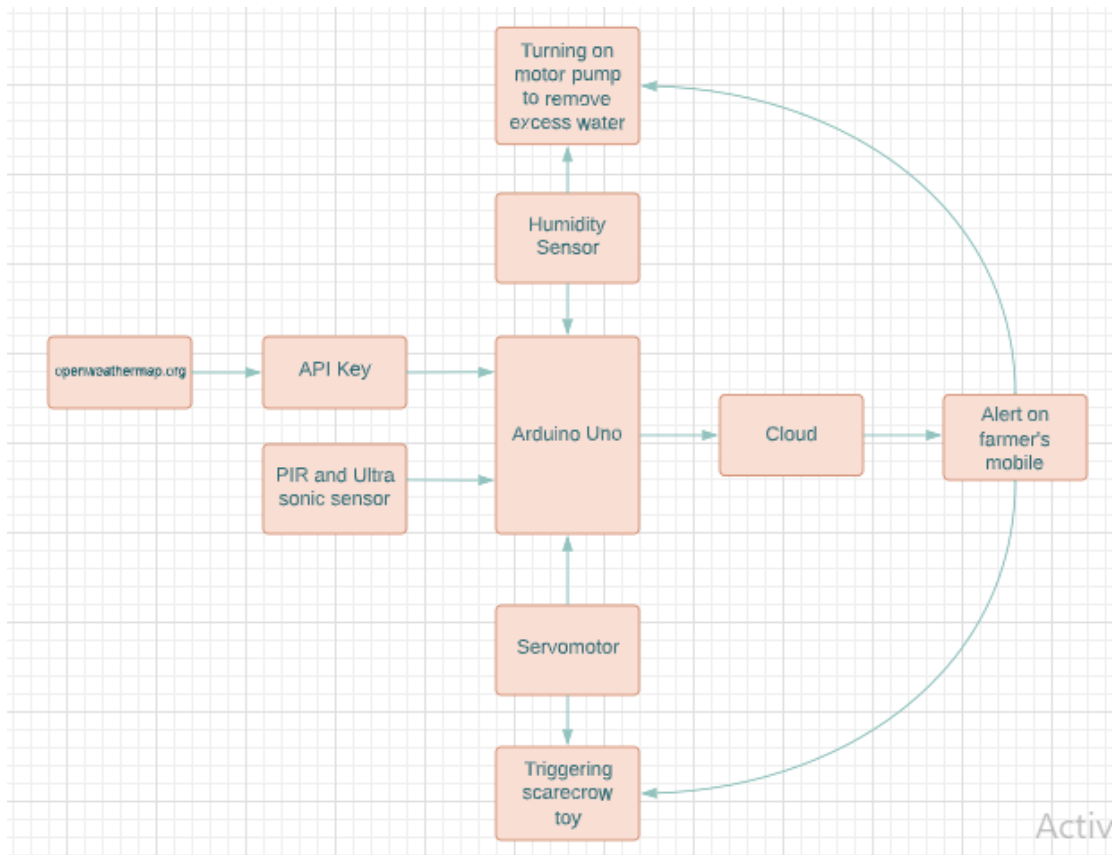 Turning on
motor pump
to remove
excess water
Humidity
Sensor
openweathermap.org
API Key
Arduino Uno
Cloud
Alert on
farmer's
mobile
PIR and Ultra
sonic sensor
Servomotor
Triggering
scarecrow
toy
Activ